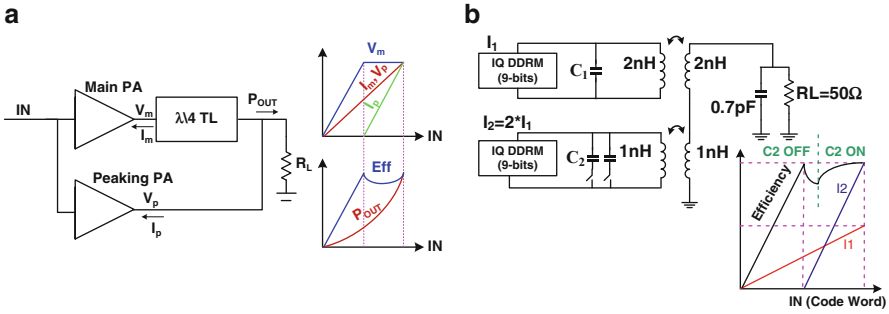 a
IN
Main PA
Vm
Im
λ\4 TL
POUT
RL
Peaking PA
Vp
Ip
Vm
Im, Vp
Ip
IN
Eff
POUT
IN
b
I1
IQ DDRM
(9-bits)
C1
2nH
2nH
I2=2*I1
IQ DDRM
(9-bits)
C2
1nH
1nH
0.7pF
RL=50Ω
C2 OFF
C2 ON
Efficiency
I2
I1
IN (Code Word)